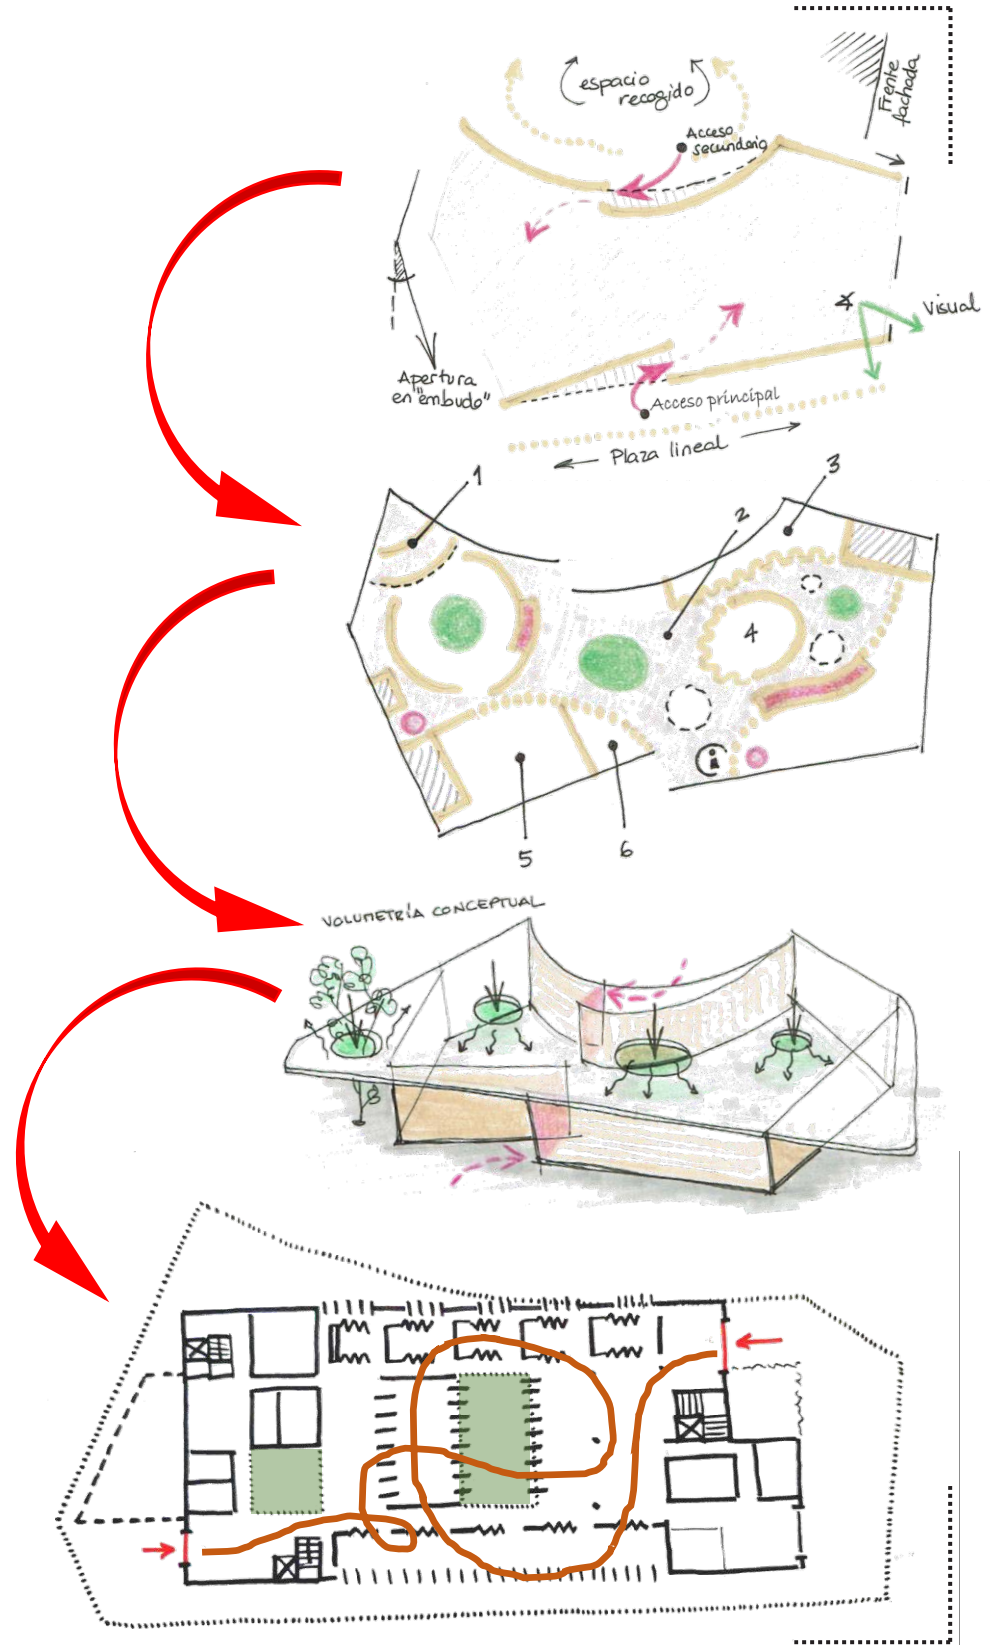 espacio
recogido
Frente
fachada
Acceso
secundario
Visual
Apertura
en "embudo"
Acceso principal
Plaza lineal
1
2
3
4
i
5
6
VOLUMETRÍA CONCEPTUAL